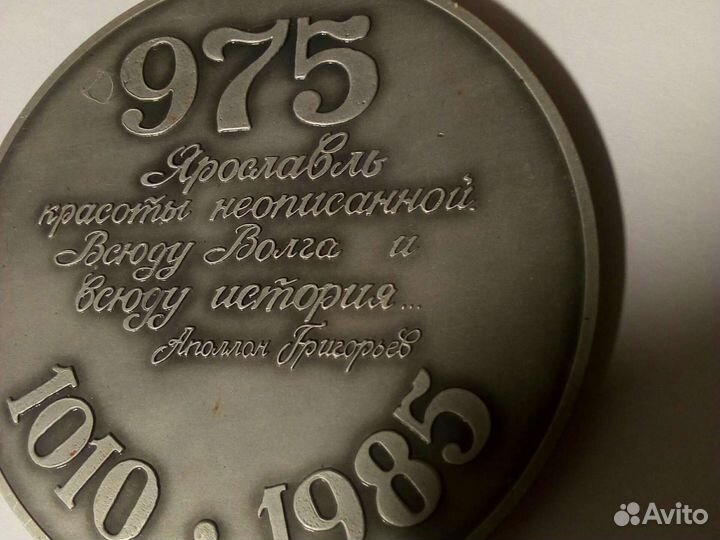 975
Ярославль
красоты неописанной.
Всюду Волга и
всюду история...
Аполлон Григорьев
1010 · 1985
Avito